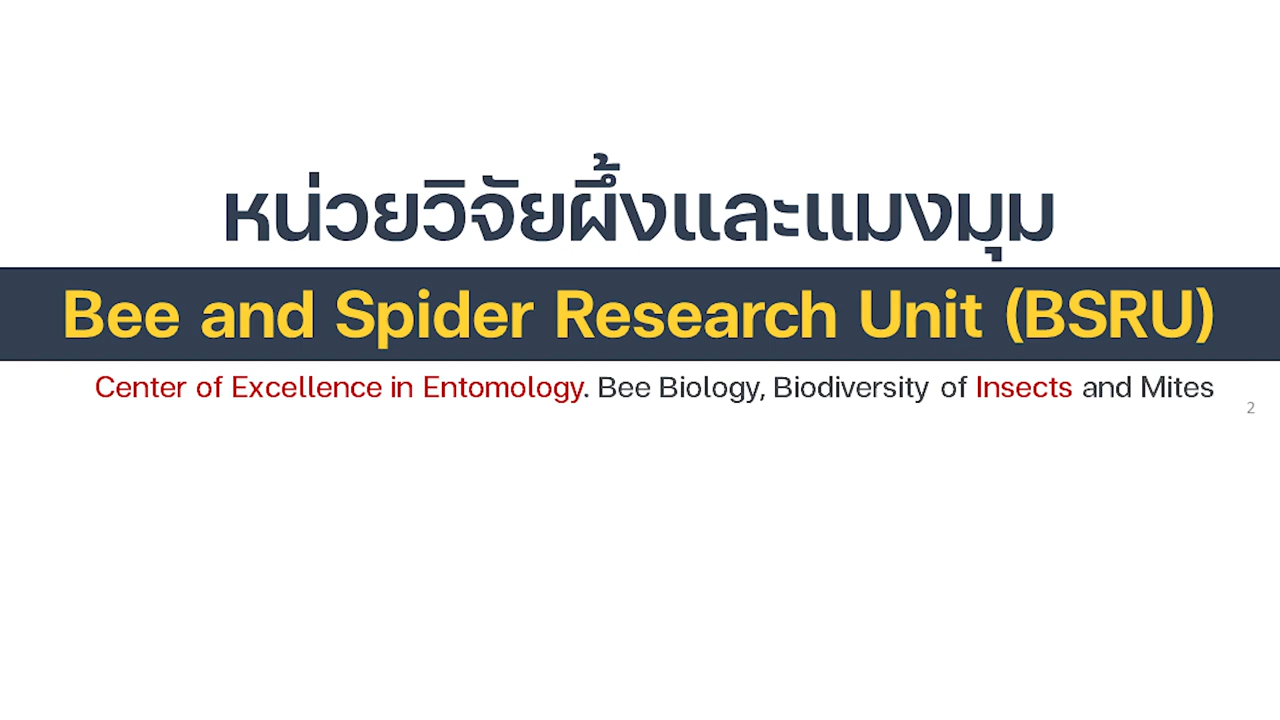 หน่วยวิจัยผึ้งและแมงมุม
Bee and Spider Research Unit (BSRU)
Center of Excellence in Entomology. Bee Biology, Biodiversity of Insects and Mites
2